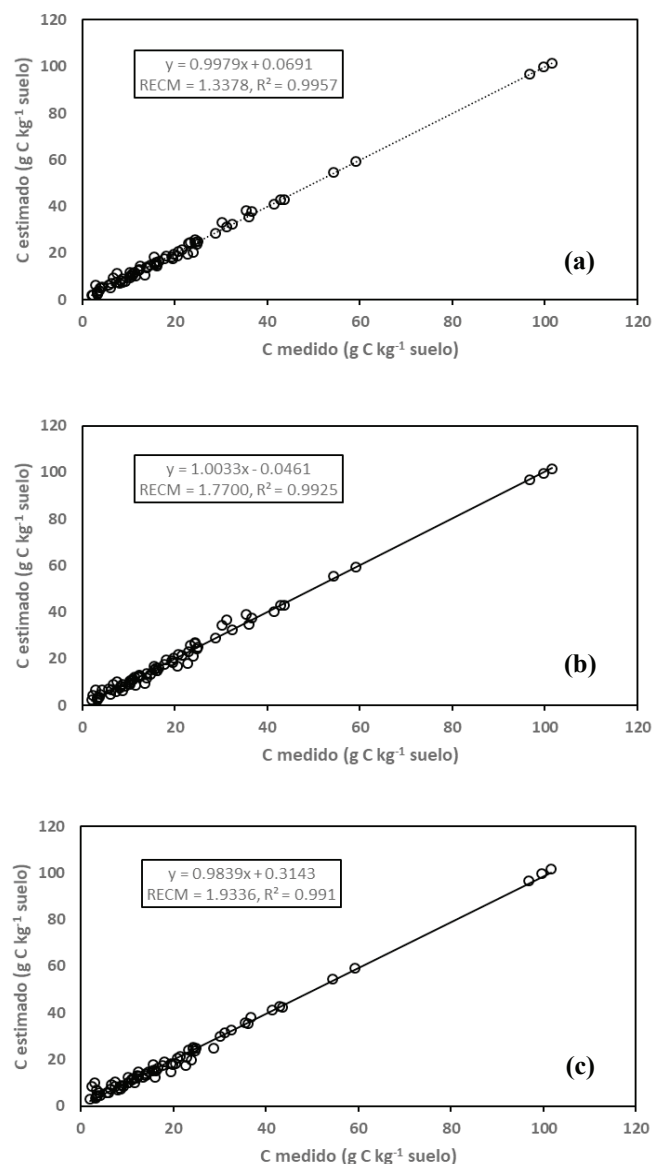 120
100
80
60
40
20
0
C estimado (g C kg⁻¹ suelo)
y = 0.9979x + 0.0691
RECM = 1.3378, R² = 0.9957
(a)
0 20 40 60 80 100 120
C medido (g C kg⁻¹ suelo)
120
100
80
60
40
20
0
C estimado (g C kg⁻¹ suelo)
y = 1.0033x - 0.0461
RECM = 1.7700, R² = 0.9925
(b)
0 20 40 60 80 100 120
C medido (g C kg⁻¹ suelo)
120
100
80
60
40
20
0
C estimado (g C kg⁻¹ suelo)
y = 0.9839x + 0.3143
RECM = 1.9336, R² = 0.991
(c)
0 20 40 60 80 100 120
C medido (g C kg⁻¹ suelo)